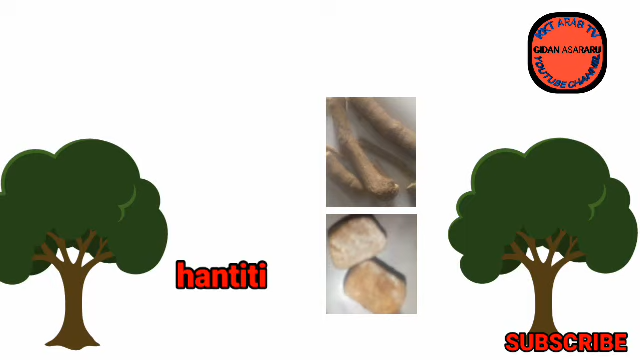 KKT ARAB TV
GIDAN ASARARU
YOUTUBE CHANNEL
hantiti
SUBSCRIBE